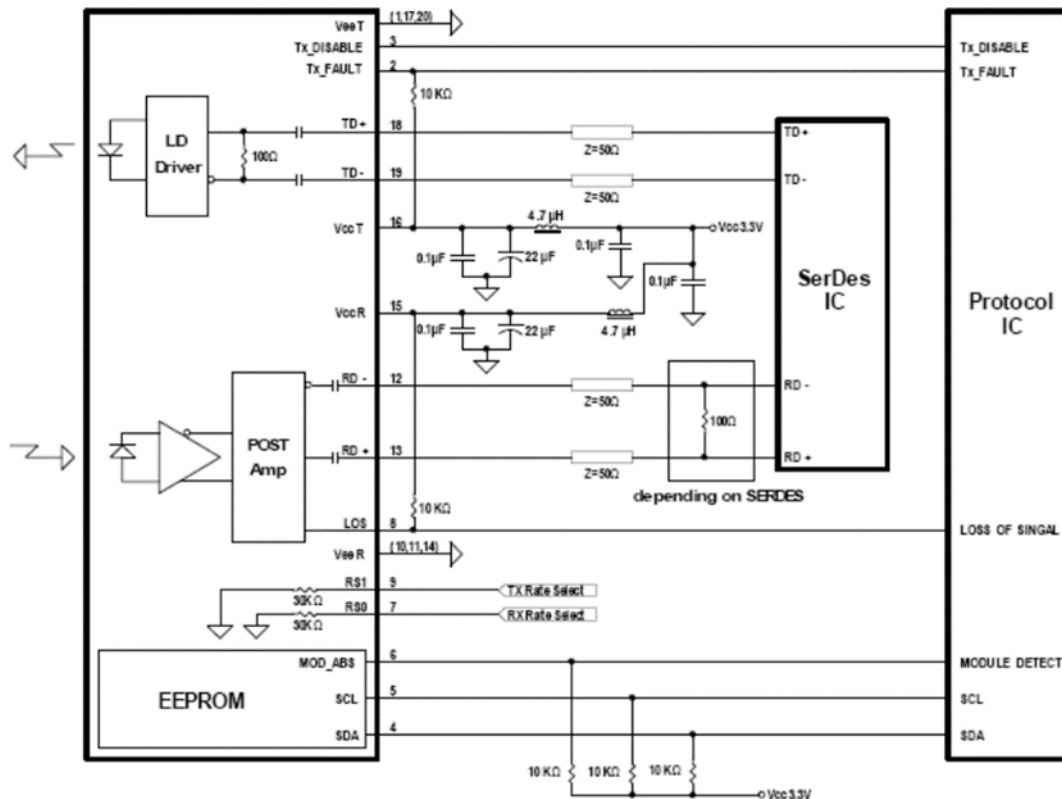 VeeT (1,17,20)
Tx_DISABLE 3 Tx_DISABLE
Tx_FAULT 2 Tx_FAULT
10 KΩ
LD
Driver
100Ω
TD+ 18 Z=50Ω TD+
TD- 19 Z=50Ω TD-
VccT 16 4.7 µH Vcc3.3V
0.1µF 22 µF 0.1µF 0.1µF
SerDes
IC
Protocol
IC
VccR 15
0.1µF 22 µF 4.7 µH
RD - 12 Z=50Ω RD -
POST
Amp
100Ω
RD + 13 Z=50Ω RD +
depending on SERDES
10 KΩ
LOS 8 LOSS OF SINGAL
VeeR (10,11,14)
RS1 9 TX Rate Select
30KΩ
RS0 7 RX Rate Select
30KΩ
MOD_ABS 6 MODULE DETECT
EEPROM
SCL 5 SCL
SDA 4 SDA
10 KΩ 10 KΩ 10 KΩ
Vcc3.3V